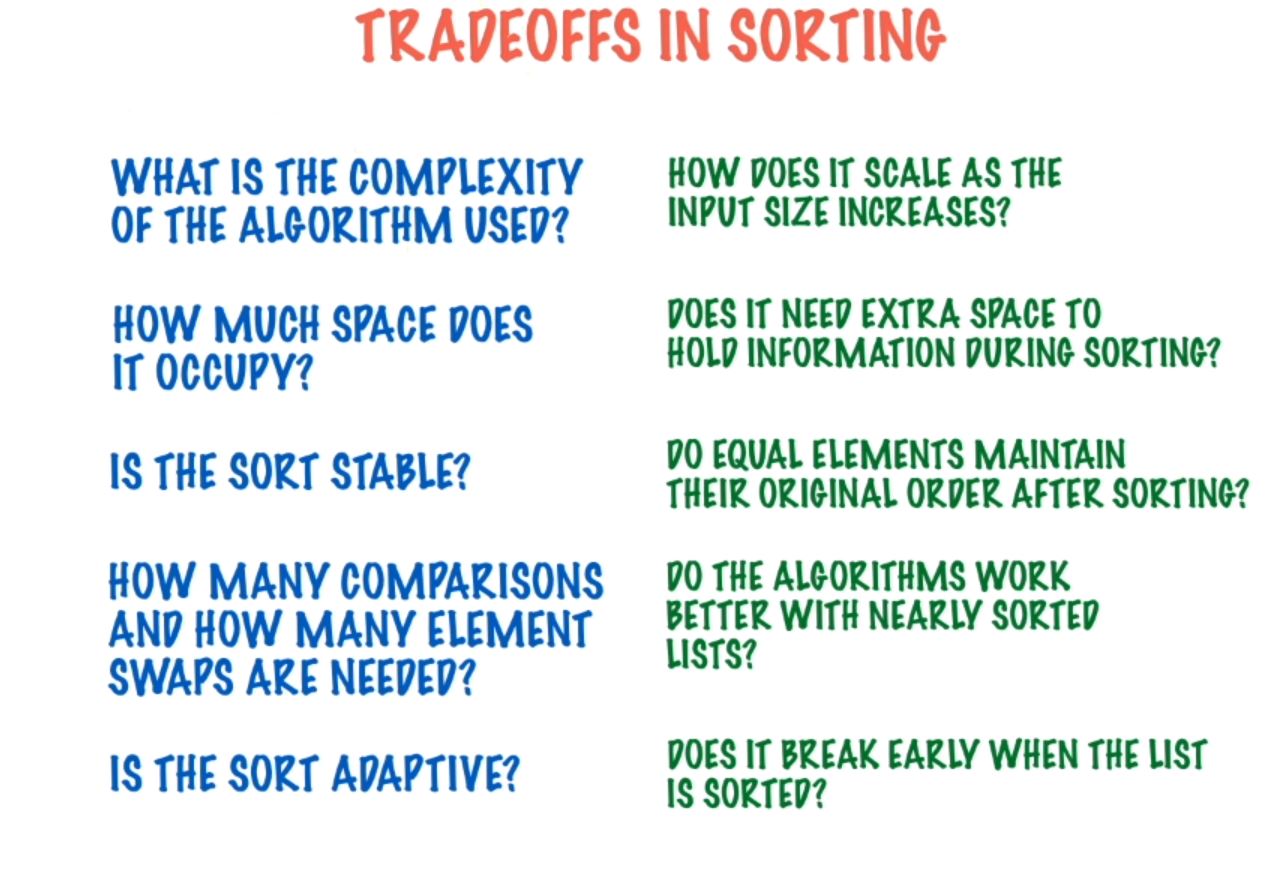 TRADEOFFS IN SORTING
WHAT IS THE COMPLEXITY
OF THE ALGORITHM USED?
HOW DOES IT SCALE AS THE
INPUT SIZE INCREASES?
HOW MUCH SPACE DOES
IT OCCUPY?
DOES IT NEED EXTRA SPACE TO
HOLD INFORMATION DURING SORTING?
IS THE SORT STABLE?
DO EQUAL ELEMENTS MAINTAIN
THEIR ORIGINAL ORDER AFTER SORTING?
HOW MANY COMPARISONS
AND HOW MANY ELEMENT
SWAPS ARE NEEDED?
DO THE ALGORITHMS WORK
BETTER WITH NEARLY SORTED
LISTS?
IS THE SORT ADAPTIVE?
DOES IT BREAK EARLY WHEN THE LIST
IS SORTED?